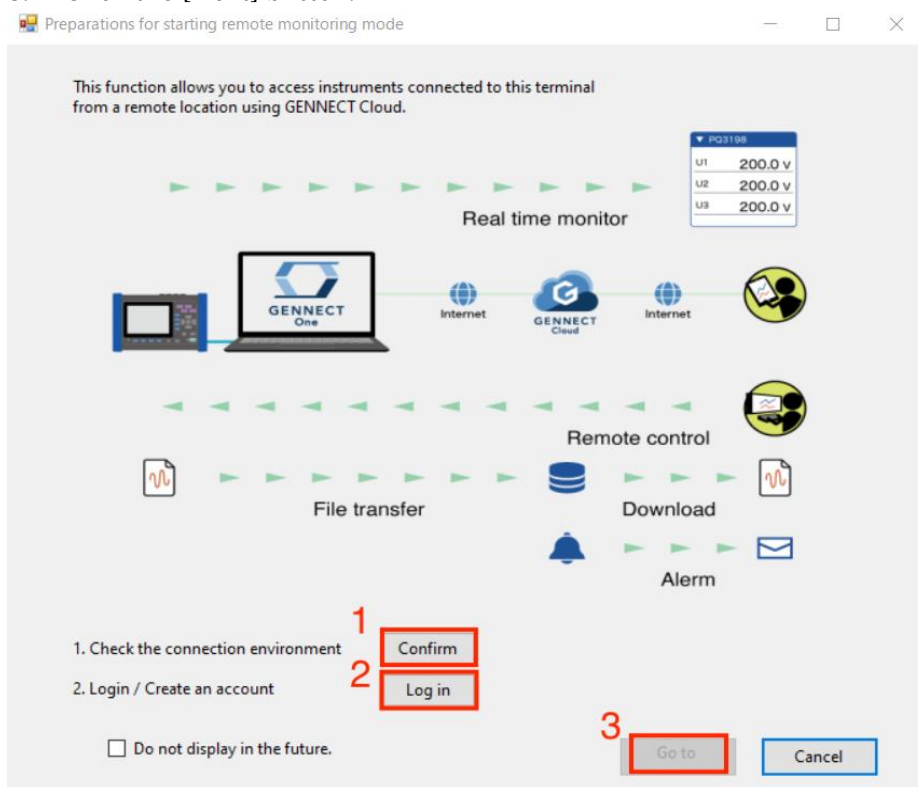 Preparations for starting remote monitoring mode
This function allows you to access instruments connected to this terminal
from a remote location using GENNECT Cloud.
▼ PQ3198
U1 200.0 v
U2 200.0 v
U3 200.0 v
Real time monitor
GENNECT
One
Internet
G
GENNECT
Cloud
Internet
Remote control
File transfer
Download
Alerm
1
1. Check the connection environment Confirm
2
2. Login / Create an account Log in
3
Do not display in the future.
Go to
Cancel